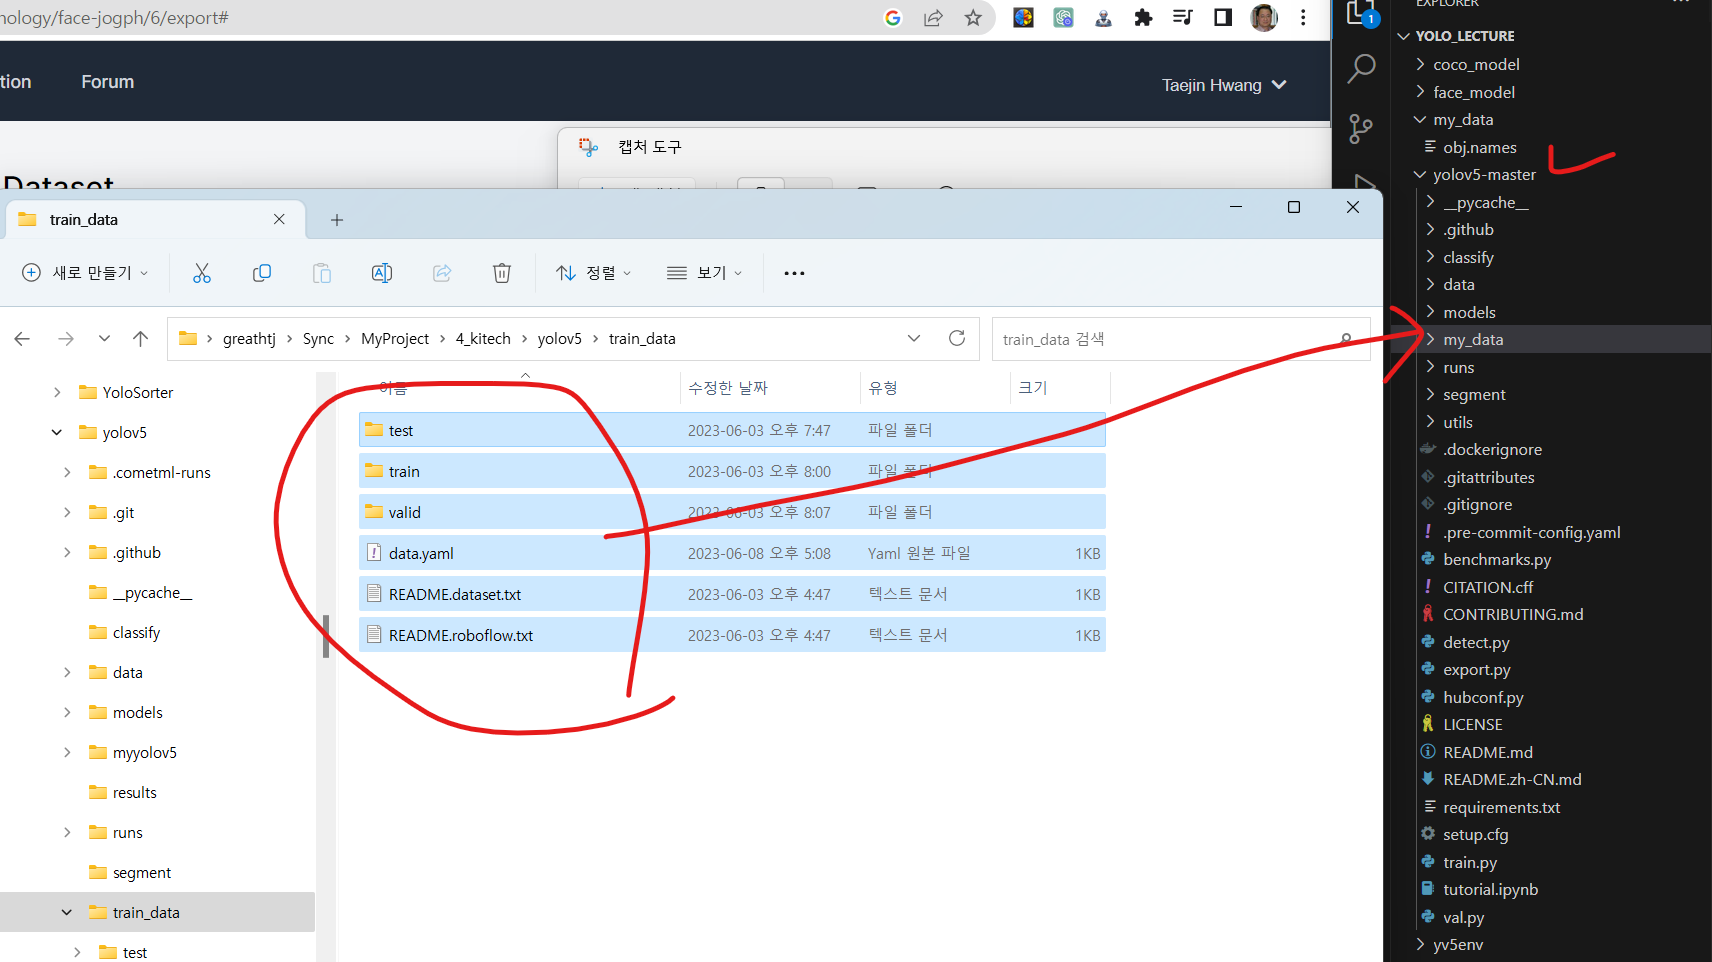 nology/face-jogph/6/export#
tion
Forum
Taejin Hwang
Dataset
캡처 도구
train_data
새로 만들기
정렬
보기
greathtj
Sync
MyProject
4_kitech
yolov5
train_data
train_data 검색
YoloSorter
yolov5
.cometml-runs
.git
.github
__pycache__
classify
data
models
myyolov5
results
runs
segment
train_data
test
이름 수정한 날짜 유형 크기
test 2023-06-03 오후 7:47 파일 폴더
train 2023-06-03 오후 8:00 파일 폴더
valid 2023-06-03 오후 8:07 파일 폴더
data.yaml 2023-06-08 오후 5:08 Yaml 원본 파일 1KB
README.dataset.txt 2023-06-03 오후 4:47 텍스트 문서 1KB
README.roboflow.txt 2023-06-03 오후 4:47 텍스트 문서 1KB
1
EXPLORER
YOLO_LECTURE
coco_model
face_model
my_data
obj.names
yolov5-master
__pycache__
.github
classify
data
models
my_data
runs
segment
utils
.dockerignore
.gitattributes
.gitignore
.pre-commit-config.yaml
benchmarks.py
CITATION.cff
CONTRIBUTING.md
detect.py
export.py
hubconf.py
LICENSE
README.md
README.zh-CN.md
requirements.txt
setup.cfg
train.py
tutorial.ipynb
val.py
yv5env